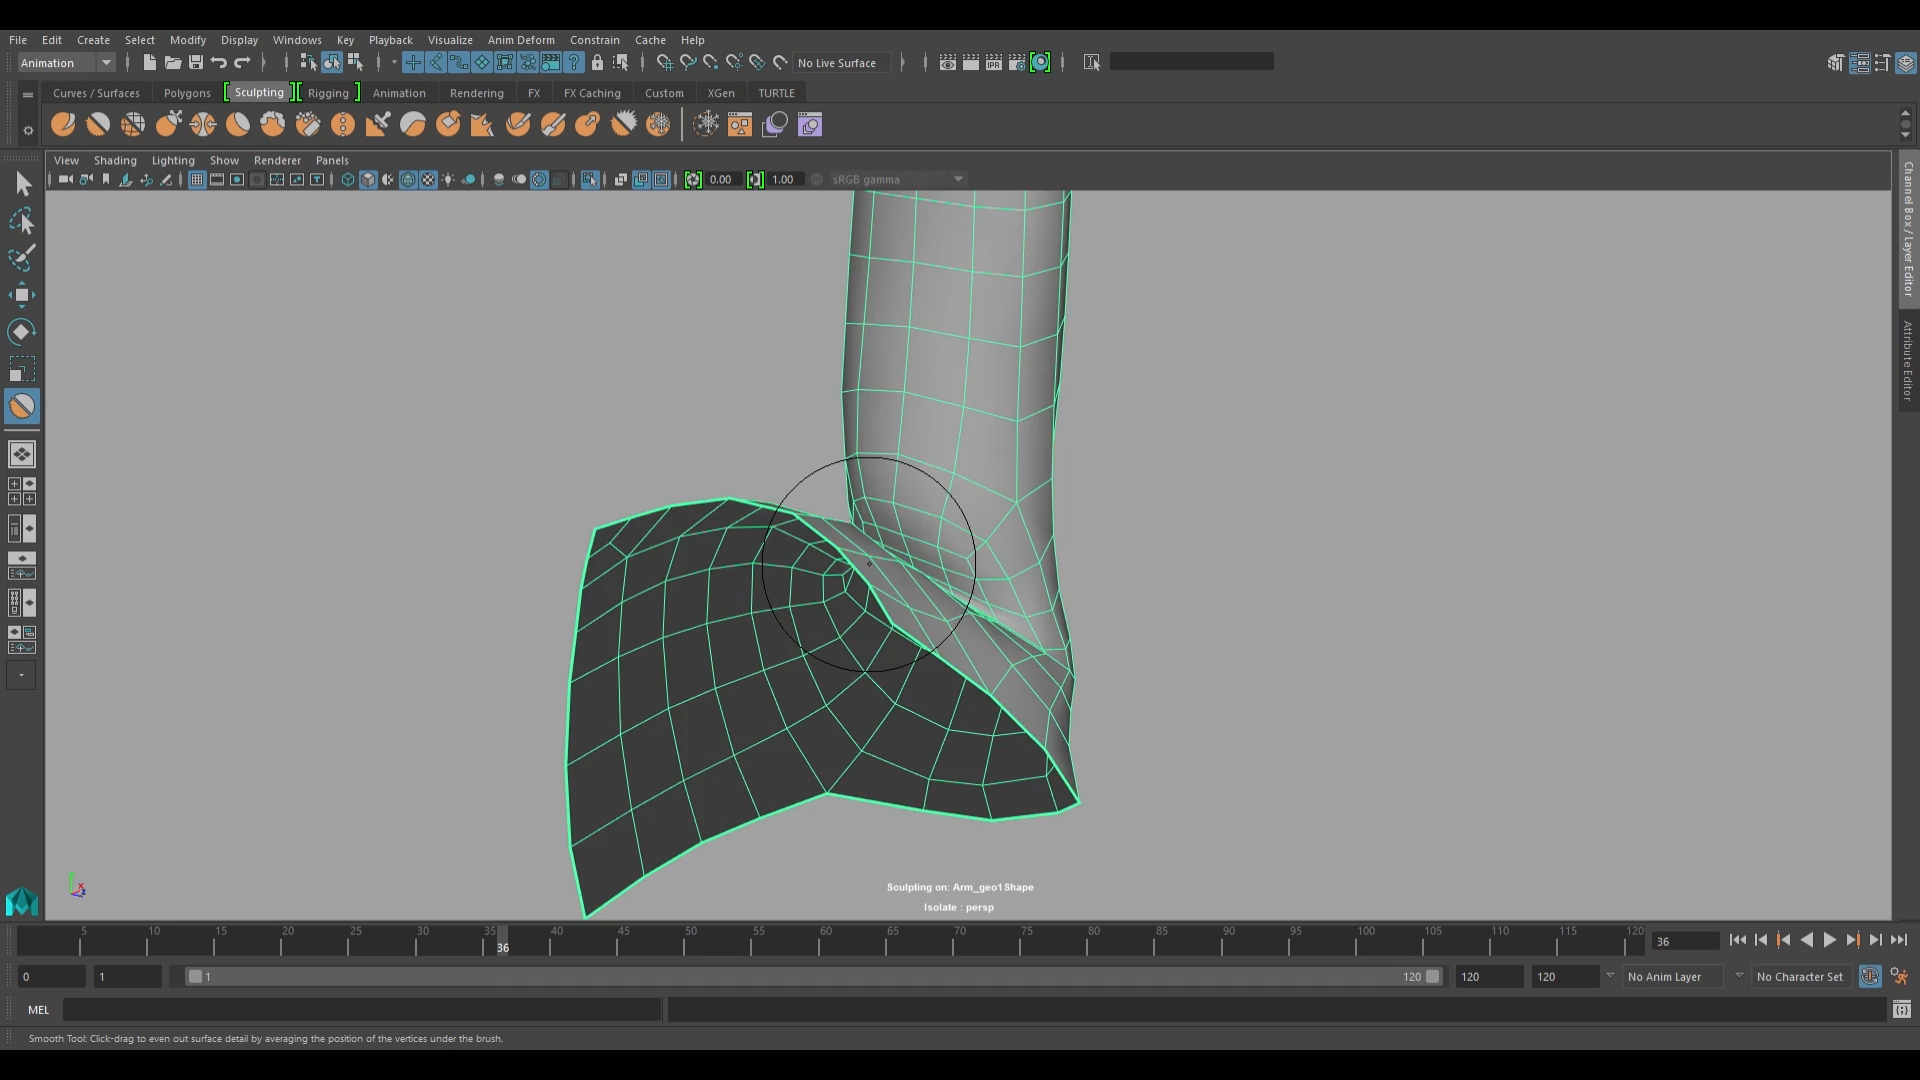 File Edit Create Select Modify Display Windows Key Playback Visualize Anim Deform Constrain Cache Help
Animation No Live Surface IPR
Curves / Surfaces Polygons Sculpting Rigging Animation Rendering FX FX Caching Custom XGen TURTLE
View Shading Lighting Show Renderer Panels
0.00 1.00 sRGB gamma
Channel Box / Layer Editor
Attribute Editor
Sculpting on: Arm_geo1Shape
Isolate : persp
5 10 15 20 25 30 35 40 45 50 55 60 65 70 75 80 85 90 95 100 105 110 115 120
36 36
0 1 1 120 120 120 No Anim Layer No Character Set
MEL
Smooth Tool: Click-drag to even out surface detail by averaging the position of the vertices under the brush.